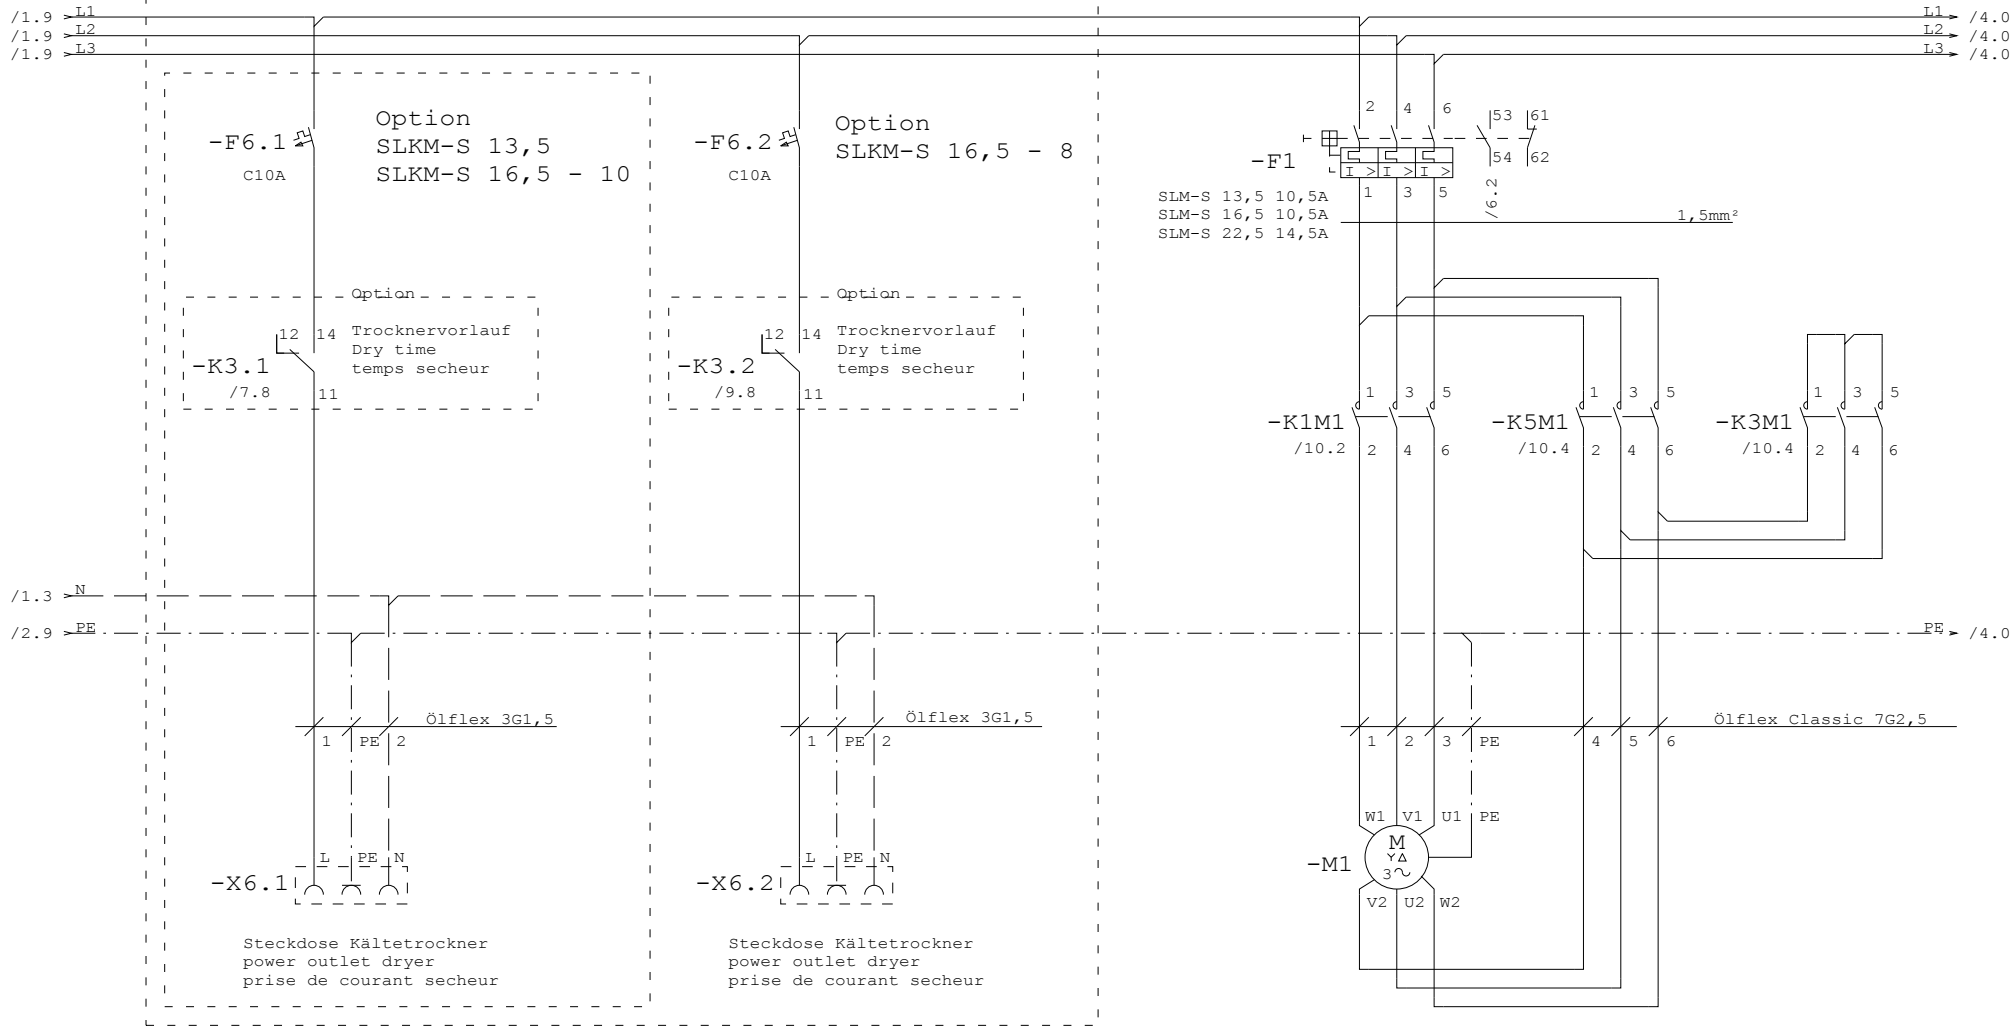 /1.9 L1 L1 /4.0
/1.9 L2 L2 /4.0
/1.9 L3 L3 /4.0
-F6.1
C10A
Option
SLKM-S 13,5
SLKM-S 16,5 - 10
-F6.2
C10A
Option
SLKM-S 16,5 - 8
2 4 6
53 61
54 62
-F1
I > I > I >
1 3 5
/6.2
SLM-S 13,5 10,5A
SLM-S 16,5 10,5A
SLM-S 22,5 14,5A
1,5mm²
Option
12 14
Trocknervorlauf
Dry time
temps secheur
-K3.1
/7.8
11
Option
12 14
Trocknervorlauf
Dry time
temps secheur
-K3.2
/9.8
11
1 3 5
-K1M1
/10.2
2 4 6
1 3 5
-K5M1
/10.4
2 4 6
1 3 5
-K3M1
/10.4
2 4 6
/1.3 N
/2.9 PE PE /4.0
Ölflex 3G1,5
1 PE 2
Ölflex 3G1,5
1 PE 2
Ölflex Classic 7G2,5
1 2 3 PE 4 5 6
L PE N
-X6.1
Steckdose Kältetrockner
power outlet dryer
prise de courant secheur
L PE N
-X6.2
Steckdose Kältetrockner
power outlet dryer
prise de courant secheur
W1 V1 U1 PE
-M1
M
Y Δ
3~
V2 U2 W2